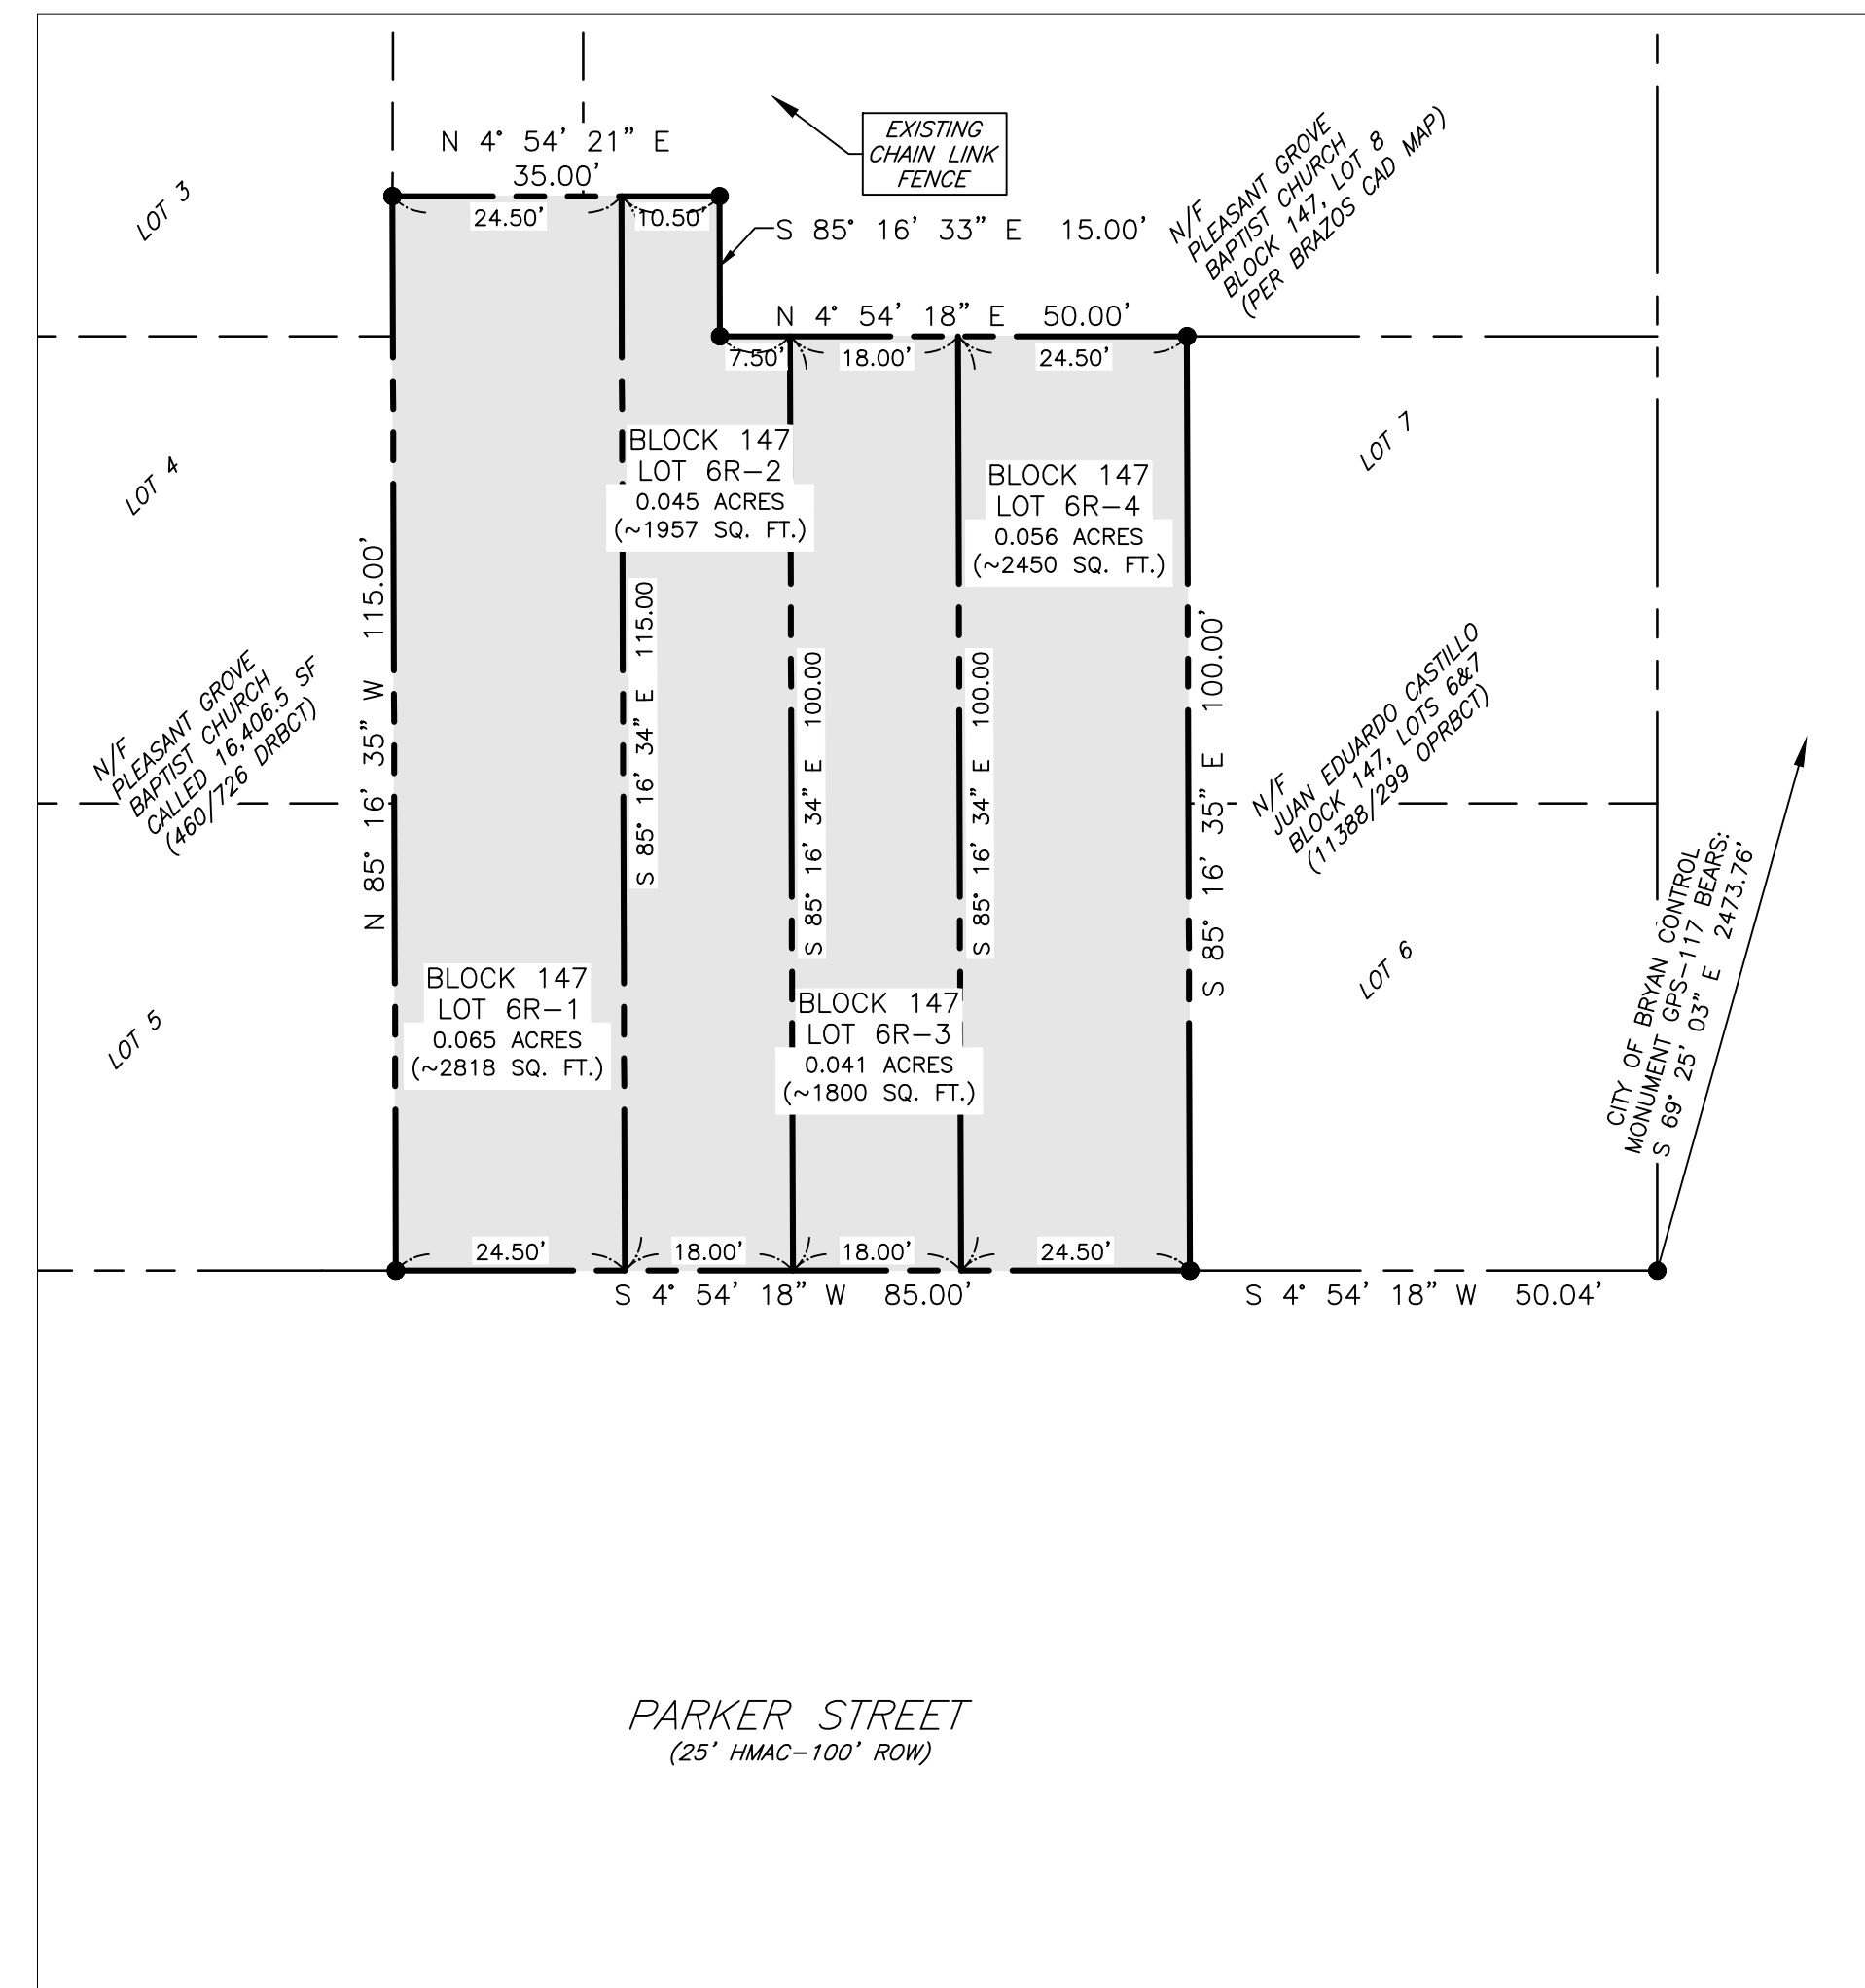 N 4° 54' 21" E
35.00'
24.50'
10.50'
EXISTING
CHAIN LINK
FENCE
S 85° 16' 33" E 15.00'
N 4° 54' 18" E 50.00'
7.50'
18.00'
24.50'
LOT 3
LOT 4
LOT 5
N/F
PLEASANT GROVE
BAPTIST CHURCH
BLOCK 147, LOT 8
(PER BRAZOS CAD MAP)
LOT 7
BLOCK 147
LOT 6R-2
0.045 ACRES
(~1957 SQ. FT.)
BLOCK 147
LOT 6R-4
0.056 ACRES
(~2450 SQ. FT.)
N 85° 16' 35" W 115.00'
S 85° 16' 34" E 115.00
S 85° 16' 34" E 100.00
S 85° 16' 34" E 100.00
S 85° 16' 35" E 100.00'
N/F
PLEASANT GROVE
BAPTIST CHURCH
CALLED 16,406.5 SF
(460/726 DRBCT)
N/F
JUAN EDUARDO CASTILLO
BLOCK 147, LOTS 6&7
(11388/299 OPRBCT)
LOT 6
CITY OF BRYAN CONTROL
MONUMENT GPS-117 BEARS:
S 69° 25' 03" E 2473.76'
BLOCK 147
LOT 6R-1
0.065 ACRES
(~2818 SQ. FT.)
BLOCK 147
LOT 6R-3
0.041 ACRES
(~1800 SQ. FT.)
24.50'
18.00'
18.00'
24.50'
S 4° 54' 18" W 85.00'
S 4° 54' 18" W 50.04'
PARKER STREET
(25' HMAC-100' ROW)